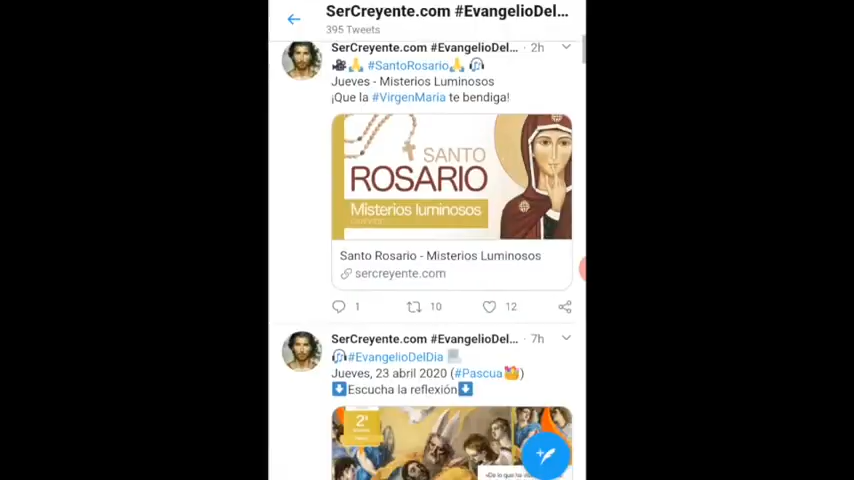 SerCreyente.com #EvangelioDel...
395 Tweets
SerCreyente.com #EvangelioDel... · 2h
🎥🙏 #SantoRosario🙏 🎧
Jueves - Misterios Luminosos
¡Que la #VirgenMaría te bendiga!
SANTO
ROSARIO
Misterios luminosos
Santo Rosario - Misterios Luminosos
sercreyente.com
1 10 12
SerCreyente.com #EvangelioDel... · 7h
🎧#EvangelioDelDia
Jueves, 23 abril 2020 (#Pascua)
⬇Escucha la reflexión⬇
2ª